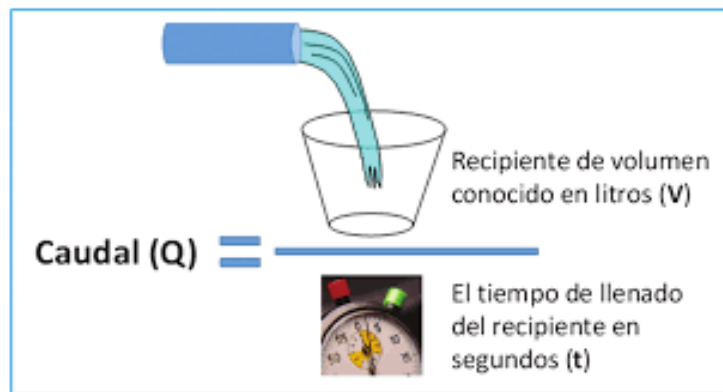 Recipiente de volumen
conocido en litros (V)
Caudal (Q) =
El tiempo de llenado
del recipiente en
segundos (t)